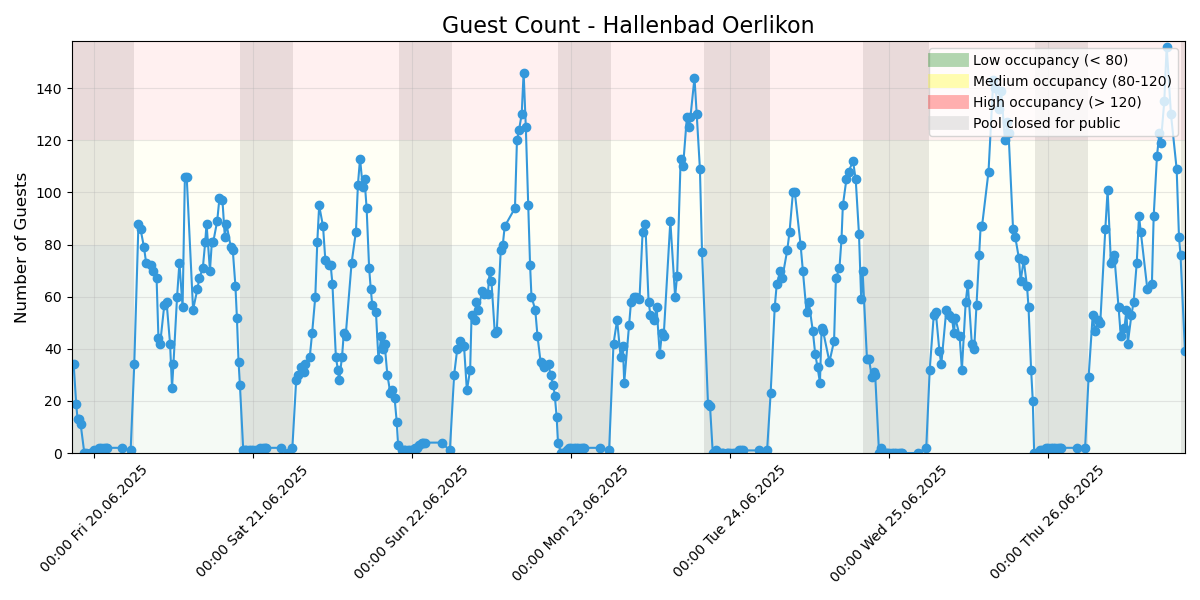 Guest Count - Hallenbad Oerlikon
Number of Guests
140
120
100
80
60
40
20
0
Low occupancy (< 80)
Medium occupancy (80-120)
High occupancy (> 120)
Pool closed for public
00:00 Fri 20.06.2025
00:00 Sat 21.06.2025
00:00 Sun 22.06.2025
00:00 Mon 23.06.2025
00:00 Tue 24.06.2025
00:00 Wed 25.06.2025
00:00 Thu 26.06.2025